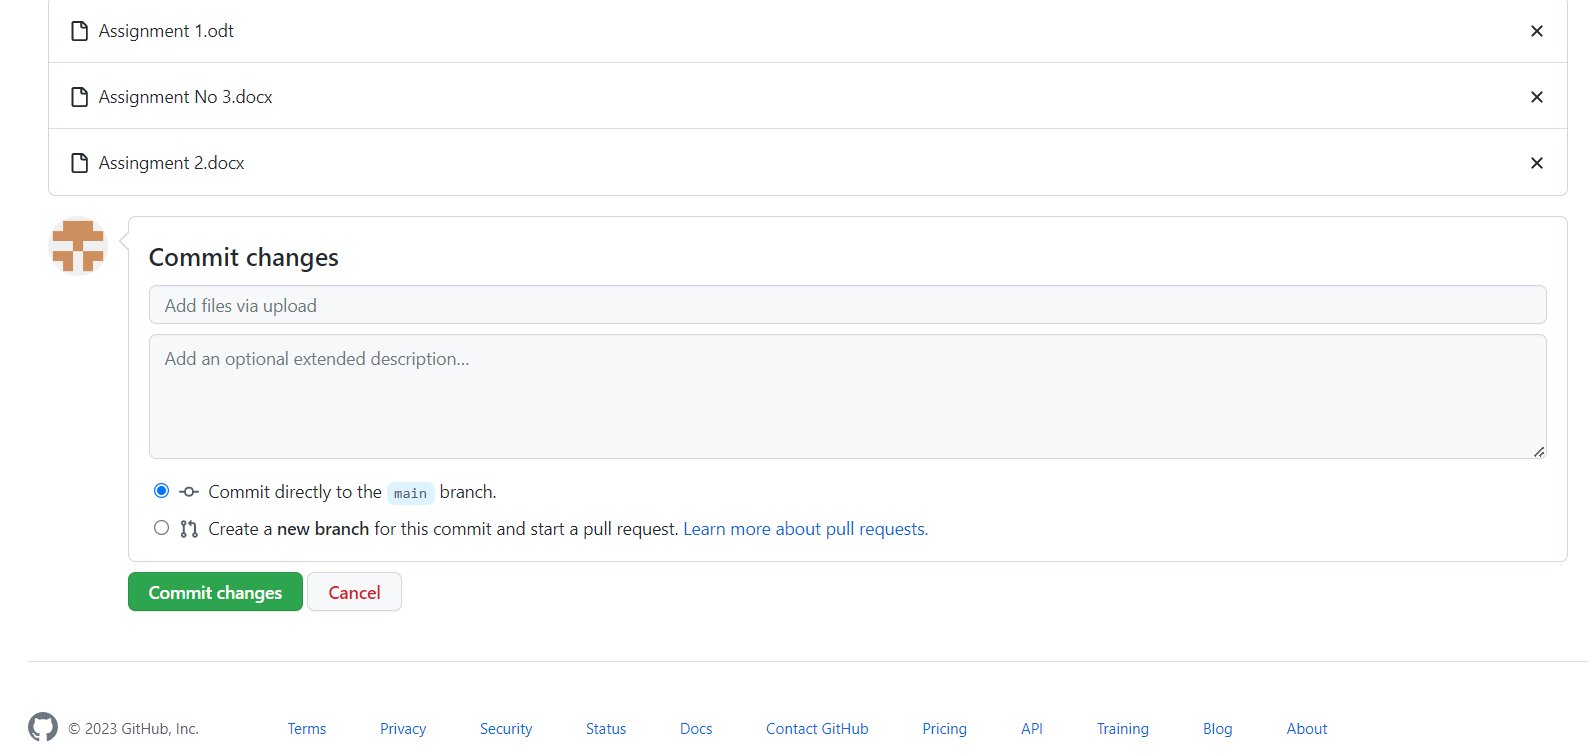 Assignment 1.odt
Assignment No 3.docx
Assingment 2.docx
Commit changes
Add files via upload
Add an optional extended description...
Commit directly to the main branch.
Create a new branch for this commit and start a pull request. Learn more about pull requests.
Commit changes Cancel
© 2023 GitHub, Inc. Terms Privacy Security Status Docs Contact GitHub Pricing API Training Blog About